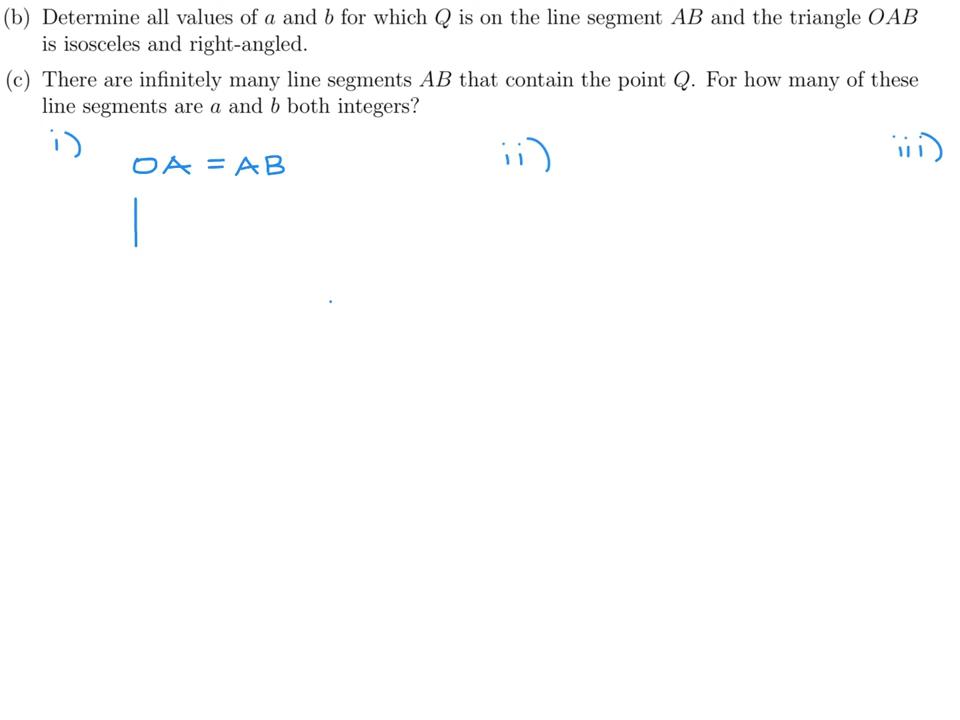 (b) Determine all values of a and b for which Q is on the line segment AB and the triangle OAB
is isosceles and right-angled.
(c) There are infinitely many line segments AB that contain the point Q. For how many of these
line segments are a and b both integers?
i) ii) iii)
OA = AB